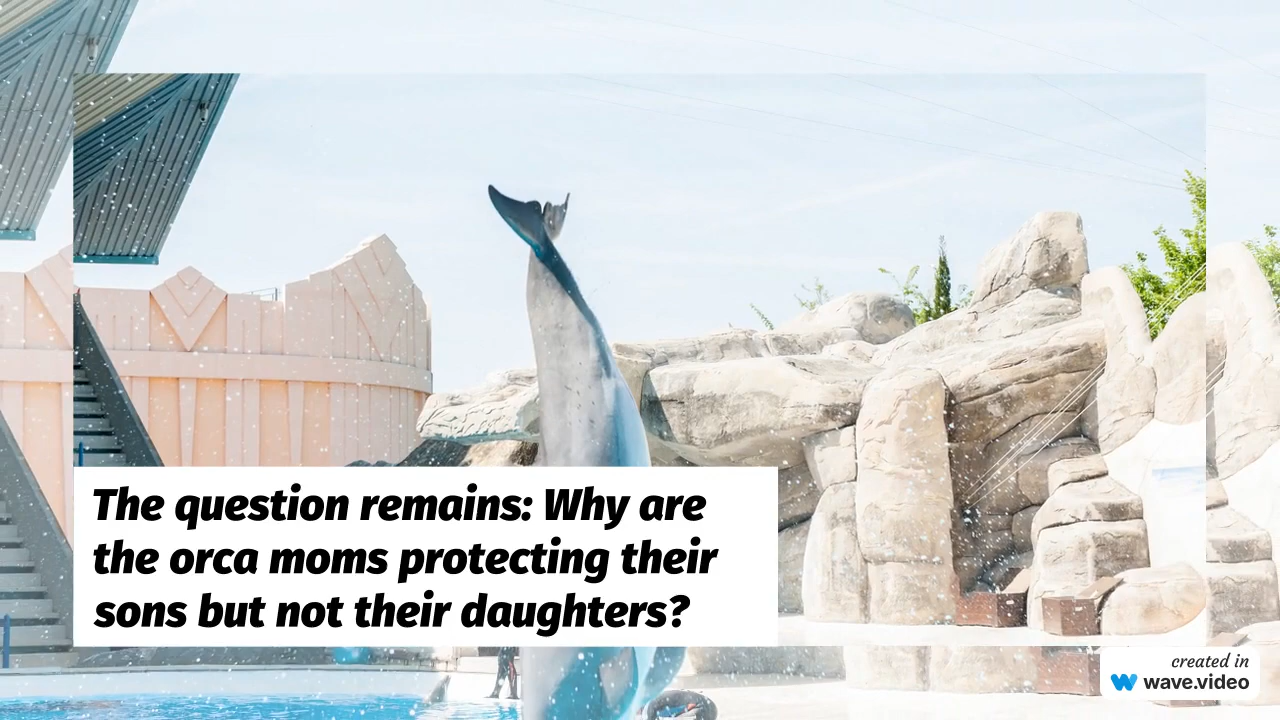 The question remains: Why are
the orca moms protecting their
sons but not their daughters?
created in
wave.video